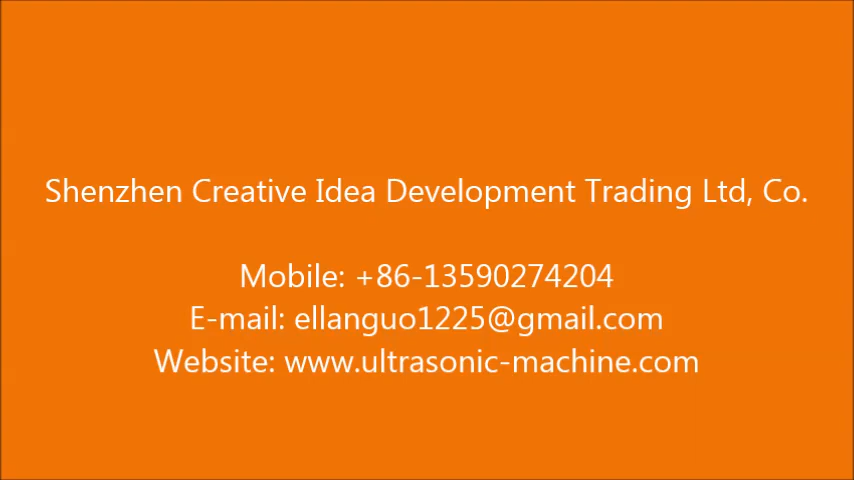 Shenzhen Creative Idea Development Trading Ltd, Co.
Mobile: +86-13590274204
E-mail: ellanguo1225@gmail.com
Website: www.ultrasonic-machine.com